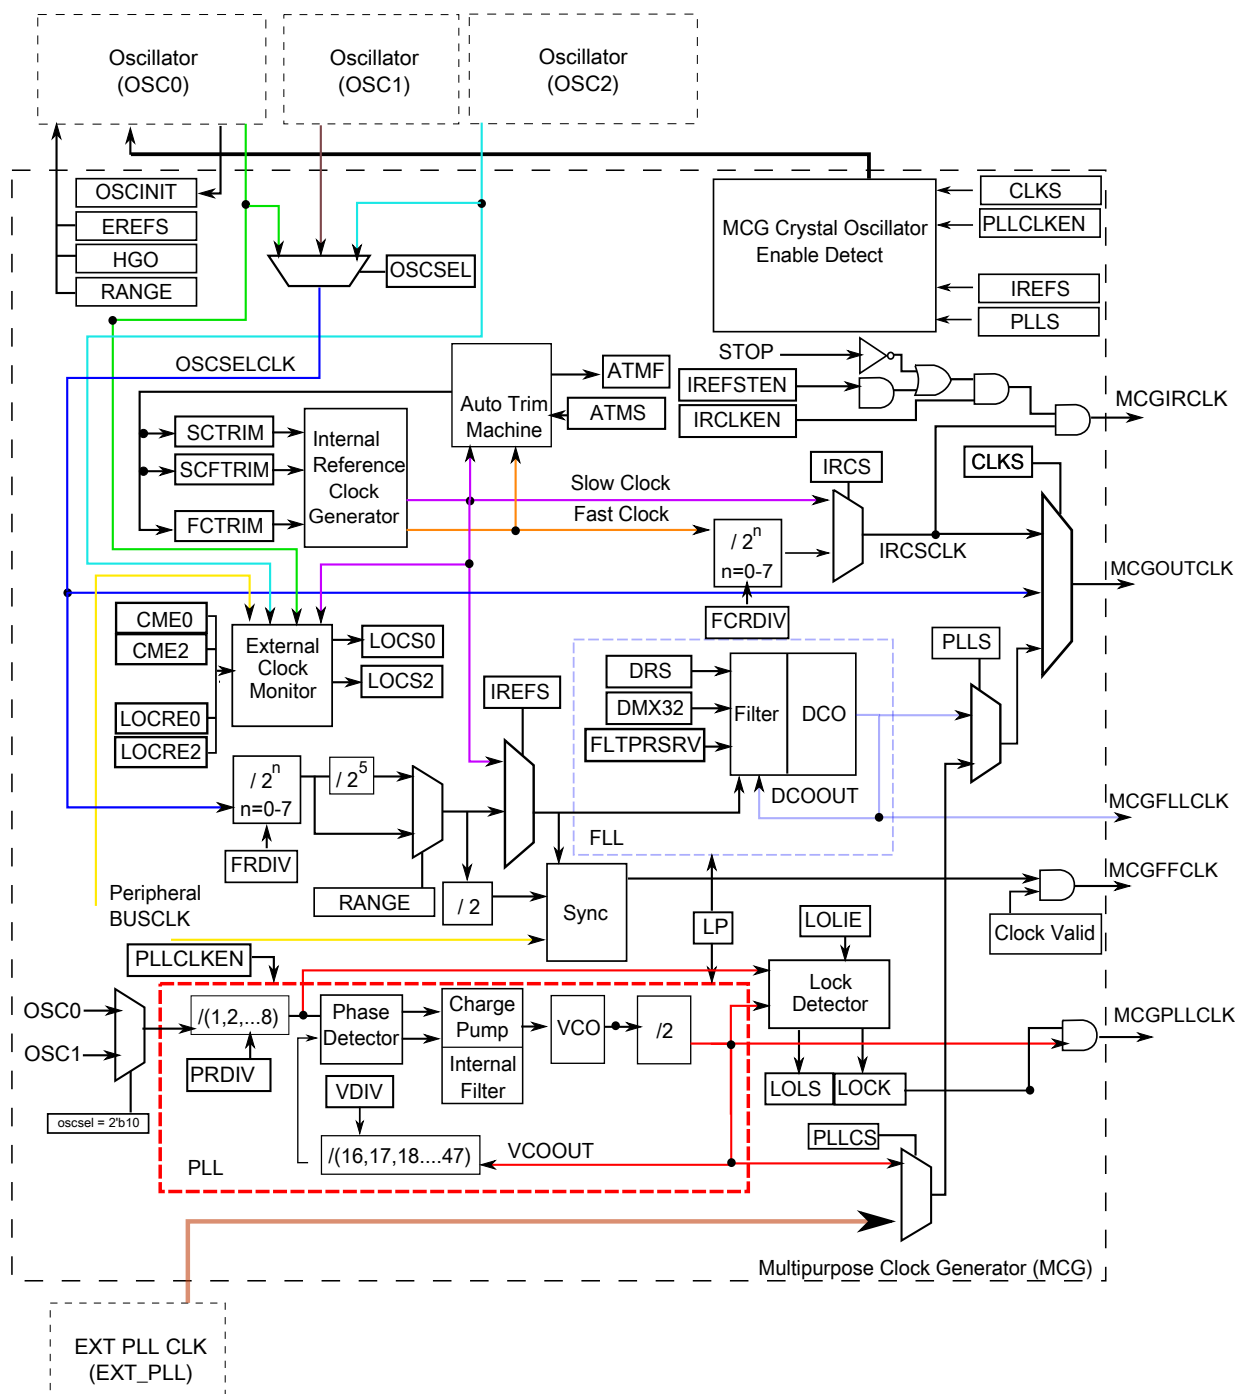 Oscillator
(OSC0)
Oscillator
(OSC1)
Oscillator
(OSC2)
OSCINIT
EREFS
HGO
RANGE
OSCSEL
MCG Crystal Oscillator
Enable Detect
CLKS
PLLCLKEN
IREFS
PLLS
OSCSELCLK
STOP
ATMF
IREFSTEN
Auto Trim
Machine
ATMS
IRCLKEN
MCGIRCLK
SCTRIM
SCFTRIM
FCTRIM
Internal
Reference
Clock
Generator
Slow Clock
Fast Clock
IRCS
CLKS
/ 2n
n=0-7
IRCSCLK
MCGOUTCLK
FCRDIV
CME0
CME2
LOCRE0
LOCRE2
External
Clock
Monitor
LOCS0
LOCS2
PLLS
IREFS
DRS
DMX32
FLTPRSRV
Filter
DCO
/ 2n
n=0-7
/ 25
DCOOUT
MCGFLLCLK
FLL
FRDIV
RANGE
/ 2
Sync
MCGFFCLK
Clock Valid
Peripheral
BUSCLK
LP
LOLIE
PLLCLKEN
OSC0
OSC1
/(1,2,...8)
Phase
Detector
Charge
Pump
Internal
Filter
VCO
/2
Lock
Detector
MCGPLLCLK
PRDIV
VDIV
LOLS
LOCK
oscsel = 2'b10
PLLCS
PLL
/(16,17,18....47)
VCOOUT
Multipurpose Clock Generator (MCG)
EXT PLL CLK
(EXT_PLL)